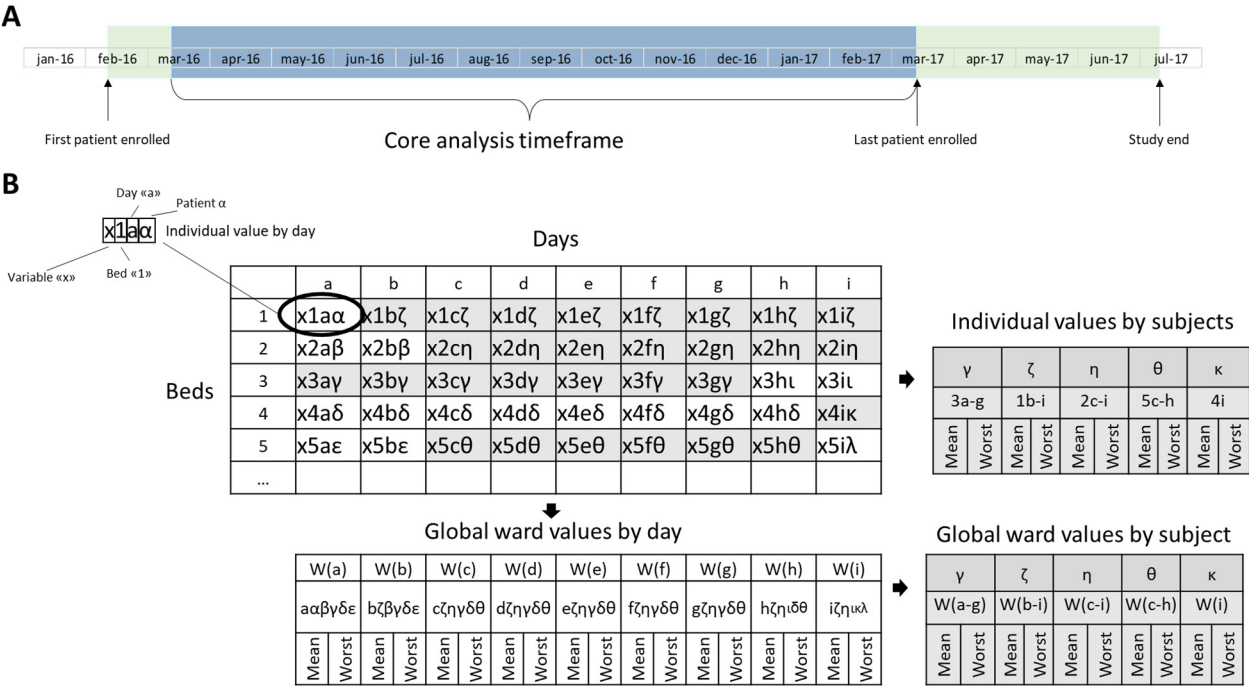 A
jan-16 feb-16 mar-16 apr-16 may-16 jun-16 jul-16 aug-16 sep-16 oct-16 nov-16 dec-16 jan-17 feb-17 mar-17 apr-17 may-17 jun-17 jul-17
First patient enrolled
Core analysis timeframe
Last patient enrolled
Study end
B
Day «a»
Patient α
x1aα Individual value by day
Variable «x»
Bed «1»
Days
a b c d e f g h i
1 x1aα x1bζ x1cζ x1dζ x1eζ x1fζ x1gζ x1hζ x1iζ
2 x2aβ x2bβ x2cη x2dη x2eη x2fη x2gη x2hη x2iη
Beds
3 x3aγ x3bγ x3cγ x3dγ x3eγ x3fγ x3gγ x3hι x3iι
4 x4aδ x4bδ x4cδ x4dδ x4eδ x4fδ x4gδ x4hδ x4iκ
5 x5aε x5bε x5cθ x5dθ x5eθ x5fθ x5gθ x5hθ x5iλ
...
Individual values by subjects
γ ζ η θ κ
3a-g 1b-i 2c-i 5c-h 4i
Mean Worst Mean Worst Mean Worst Mean Worst Mean Worst
Global ward values by day
W(a) W(b) W(c) W(d) W(e) W(f) W(g) W(h) W(i)
aαβγδε bζβγδε cζηγδθ dζηγδθ eζηγδθ fζηγδθ gζηγδθ hζηιδθ iζηικλ
Mean Worst Mean Worst Mean Worst Mean Worst Mean Worst Mean Worst Mean Worst Mean Worst Mean Worst
Global ward values by subject
γ ζ η θ κ
W(a-g) W(b-i) W(c-i) W(c-h) W(i)
Mean Worst Mean Worst Mean Worst Mean Worst Mean Worst